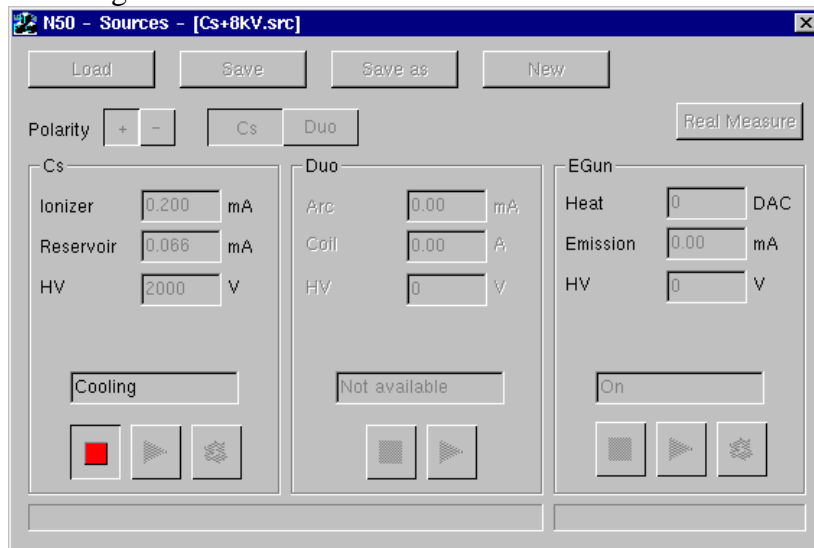 N50 - Sources - [Cs+8kV.src]
Load Save Save as New
Polarity + - Cs Duo Real Measure
Cs Duo EGun
Ionizer 0.200 mA Arc 0.00 mA Heat 0 DAC
Reservoir 0.066 mA Coil 0.00 A Emission 0.00 mA
HV 2000 V HV 0 V HV 0 V
Cooling Not available On